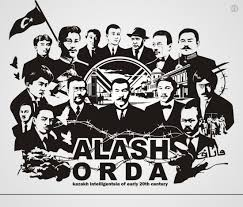 ALASH
ORDA
kazakh intelligentsia of early 20th century